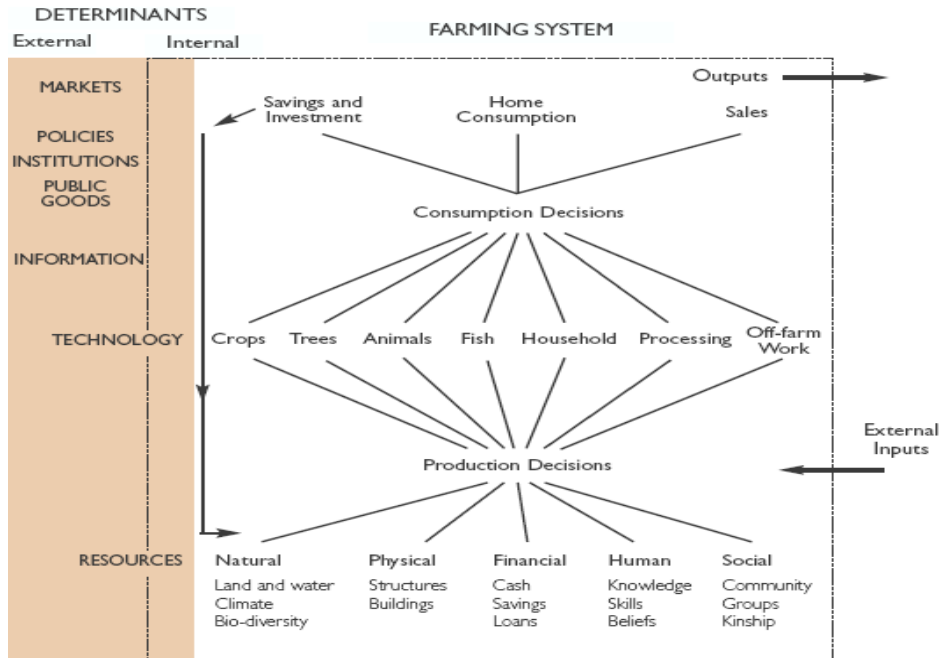 DETERMINANTS
External
Internal
FARMING SYSTEM
MARKETS
POLICIES
INSTITUTIONS
PUBLIC
GOODS
INFORMATION
TECHNOLOGY
RESOURCES
Outputs
Savings and
Investment
Home
Consumption
Sales
Consumption Decisions
Crops
Trees
Animals
Fish
Household
Processing
Off-farm
Work
External
Inputs
Production Decisions
Natural
Land and water
Climate
Bio-diversity
Physical
Structures
Buildings
Financial
Cash
Savings
Loans
Human
Knowledge
Skills
Beliefs
Social
Community
Groups
Kinship